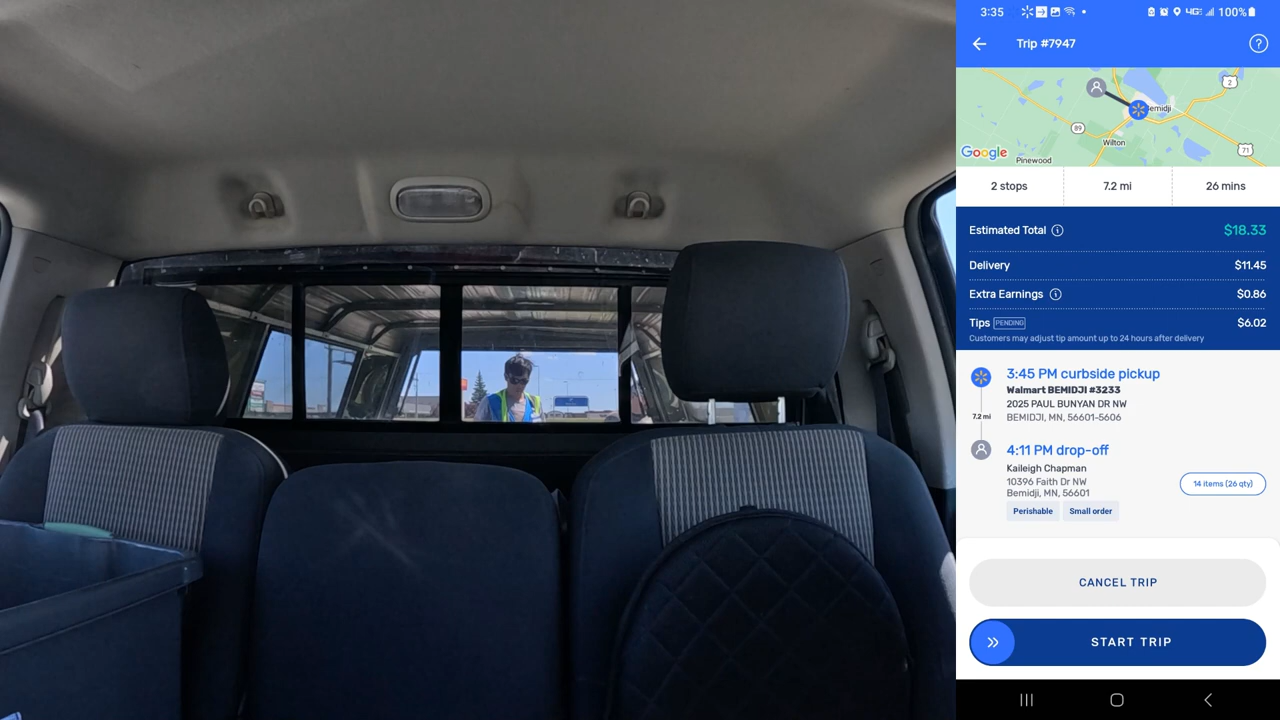 3:35
4G
100%
Trip #7947
?
2
emidji
89
Wilton
71
Google
Pinewood
2 stops
7.2 mi
26 mins
Estimated Total
$18.33
Delivery
$11.45
Extra Earnings
$0.86
Tips PENDING
$6.02
Customers may adjust tip amount up to 24 hours after delivery
3:45 PM curbside pickup
Walmart BEMIDJI #3233
2025 PAUL BUNYAN DR NW
BEMIDJI, MN, 56601-5606
7.2 mi
4:11 PM drop-off
Kaileigh Chapman
10396 Faith Dr NW
Bemidji, MN, 56601
14 items (26 qty)
Perishable
Small order
CANCEL TRIP
START TRIP